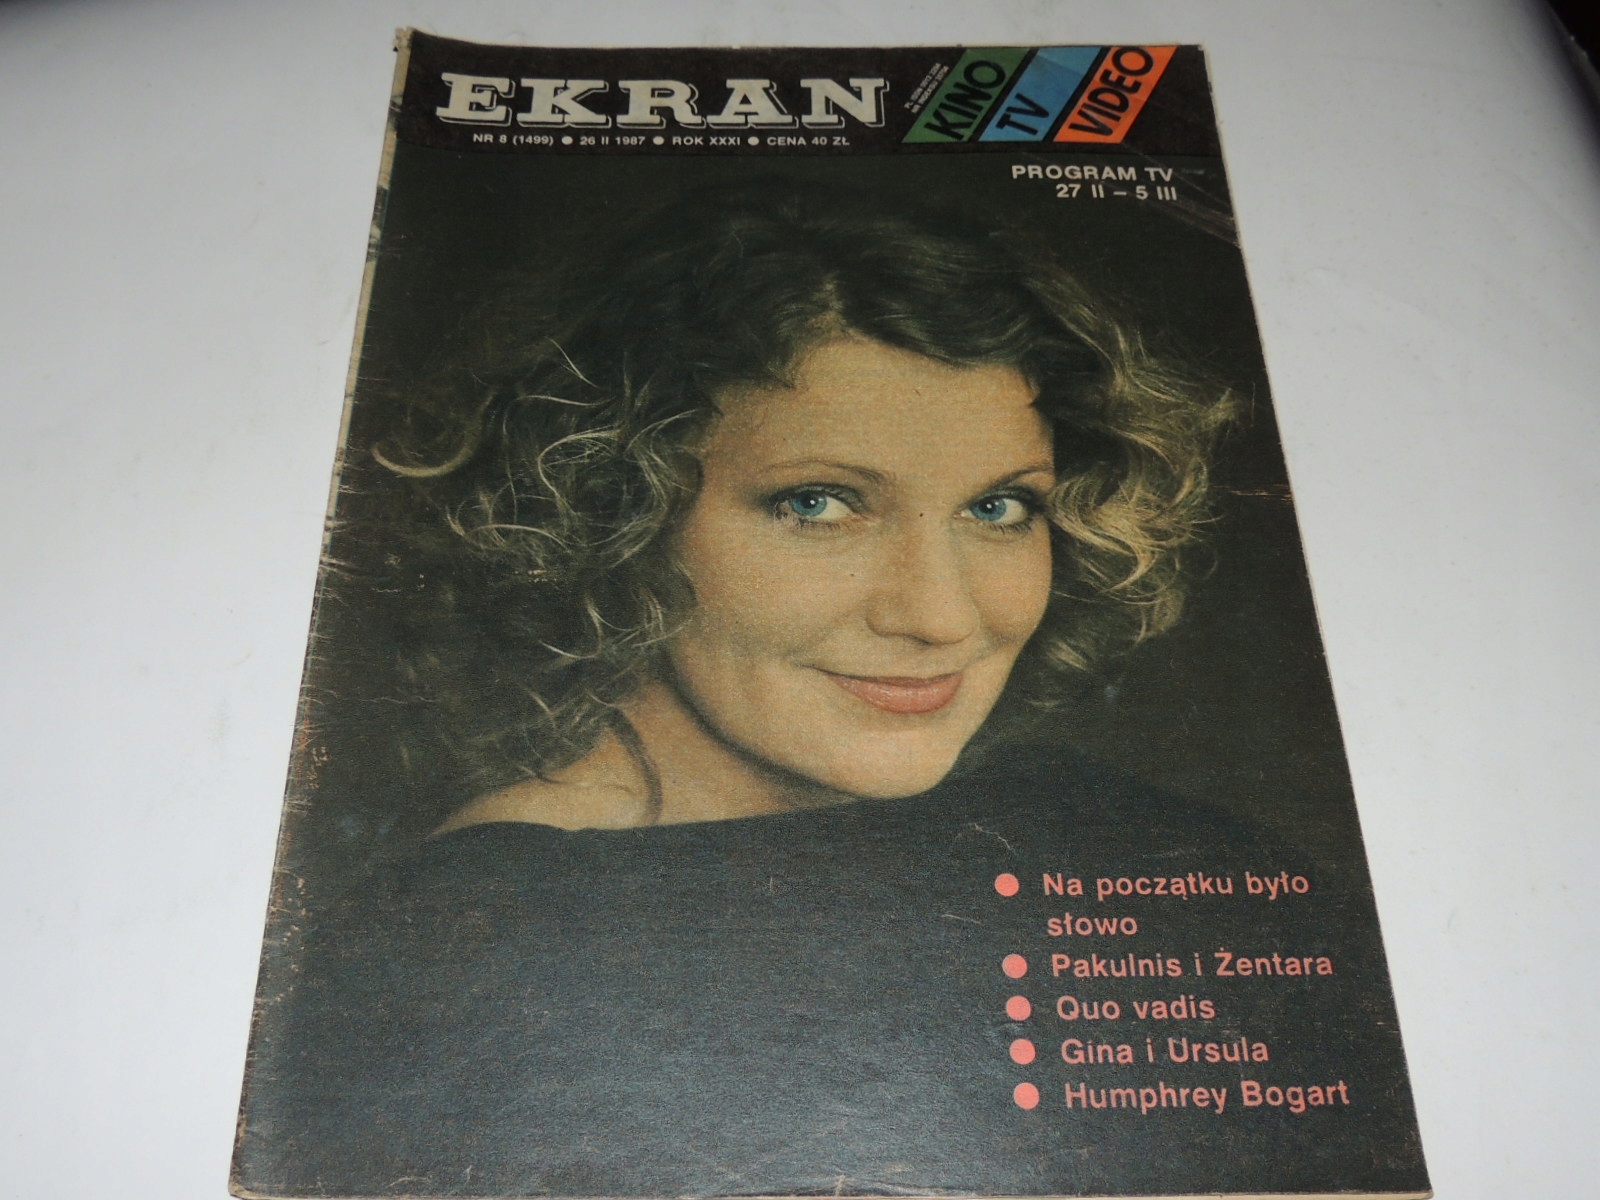 EKRAN
KINO
TV
VIDEO
NR 8 (1499) ● 26 II 1987 ● ROK XXXI ● CENA 40 ZŁ
PROGRAM TV
27 II – 5 III
● Na początku było
słowo
● Pakulnis i Żentara
● Quo vadis
● Gina i Ursula
● Humphrey Bogart